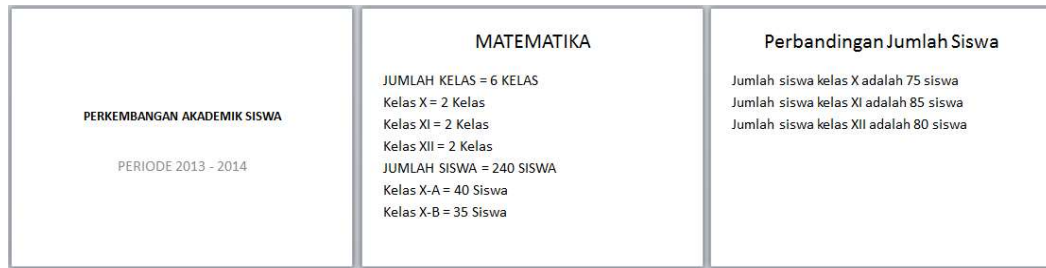 PERKEMBANGAN AKADEMIK SISWA
PERIODE 2013 - 2014
MATEMATIKA
JUMLAH KELAS = 6 KELAS
Kelas X = 2 Kelas
Kelas XI = 2 Kelas
Kelas XII = 2 Kelas
JUMLAH SISWA = 240 SISWA
Kelas X-A = 40 Siswa
Kelas X-B = 35 Siswa
Perbandingan Jumlah Siswa
Jumlah siswa kelas X adalah 75 siswa
Jumlah siswa kelas XI adalah 85 siswa
Jumlah siswa kelas XII adalah 80 siswa